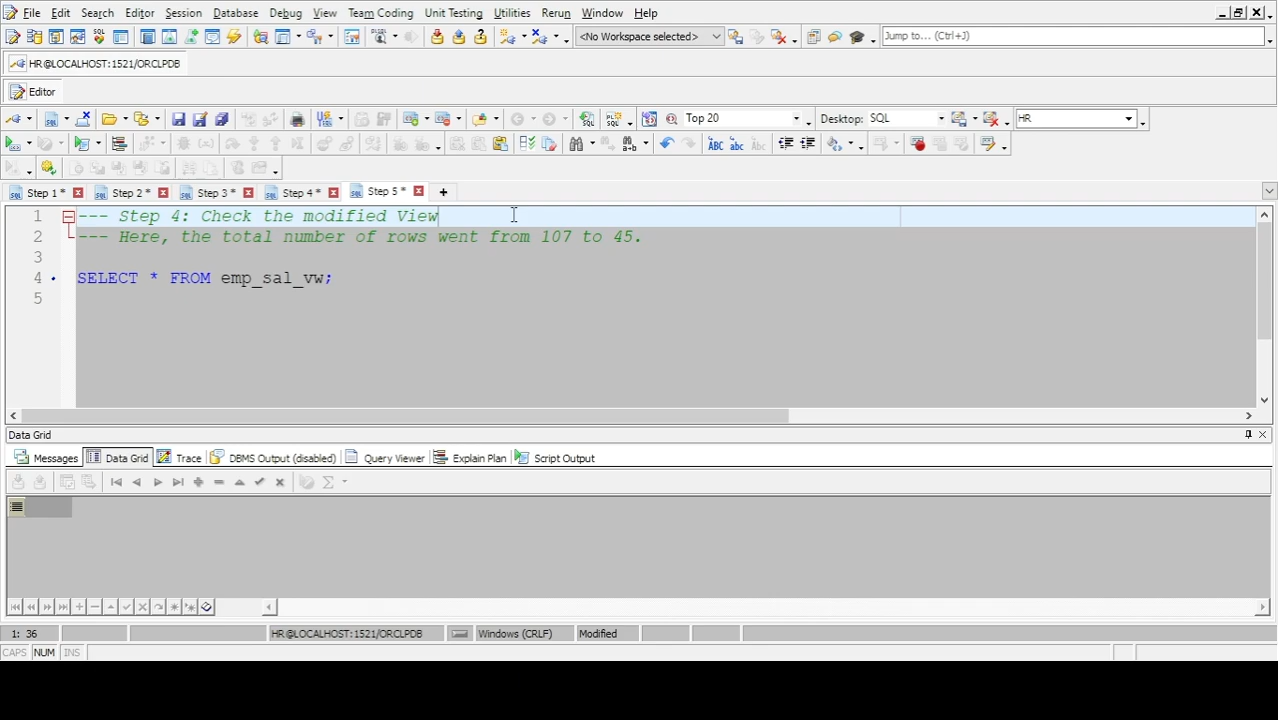 File Edit Search Editor Session Database Debug View Team Coding Unit Testing Utilities Rerun Window Help
<No Workspace selected> Jump to... (Ctrl+J)
HR@LOCALHOST:1521/ORCLPDB
Editor
Top 20 Desktop: SQL HR
Step 1 * Step 2 * Step 3 * Step 4 * Step 5 *
1 --- Step 4: Check the modified View
2 --- Here, the total number of rows went from 107 to 45.
3
4 SELECT * FROM emp_sal_vw;
5
Data Grid
Messages Data Grid Trace DBMS Output (disabled) Query Viewer Explain Plan Script Output
1: 36 HR@LOCALHOST:1521/ORCLPDB Windows (CRLF) Modified
CAPS NUM INS